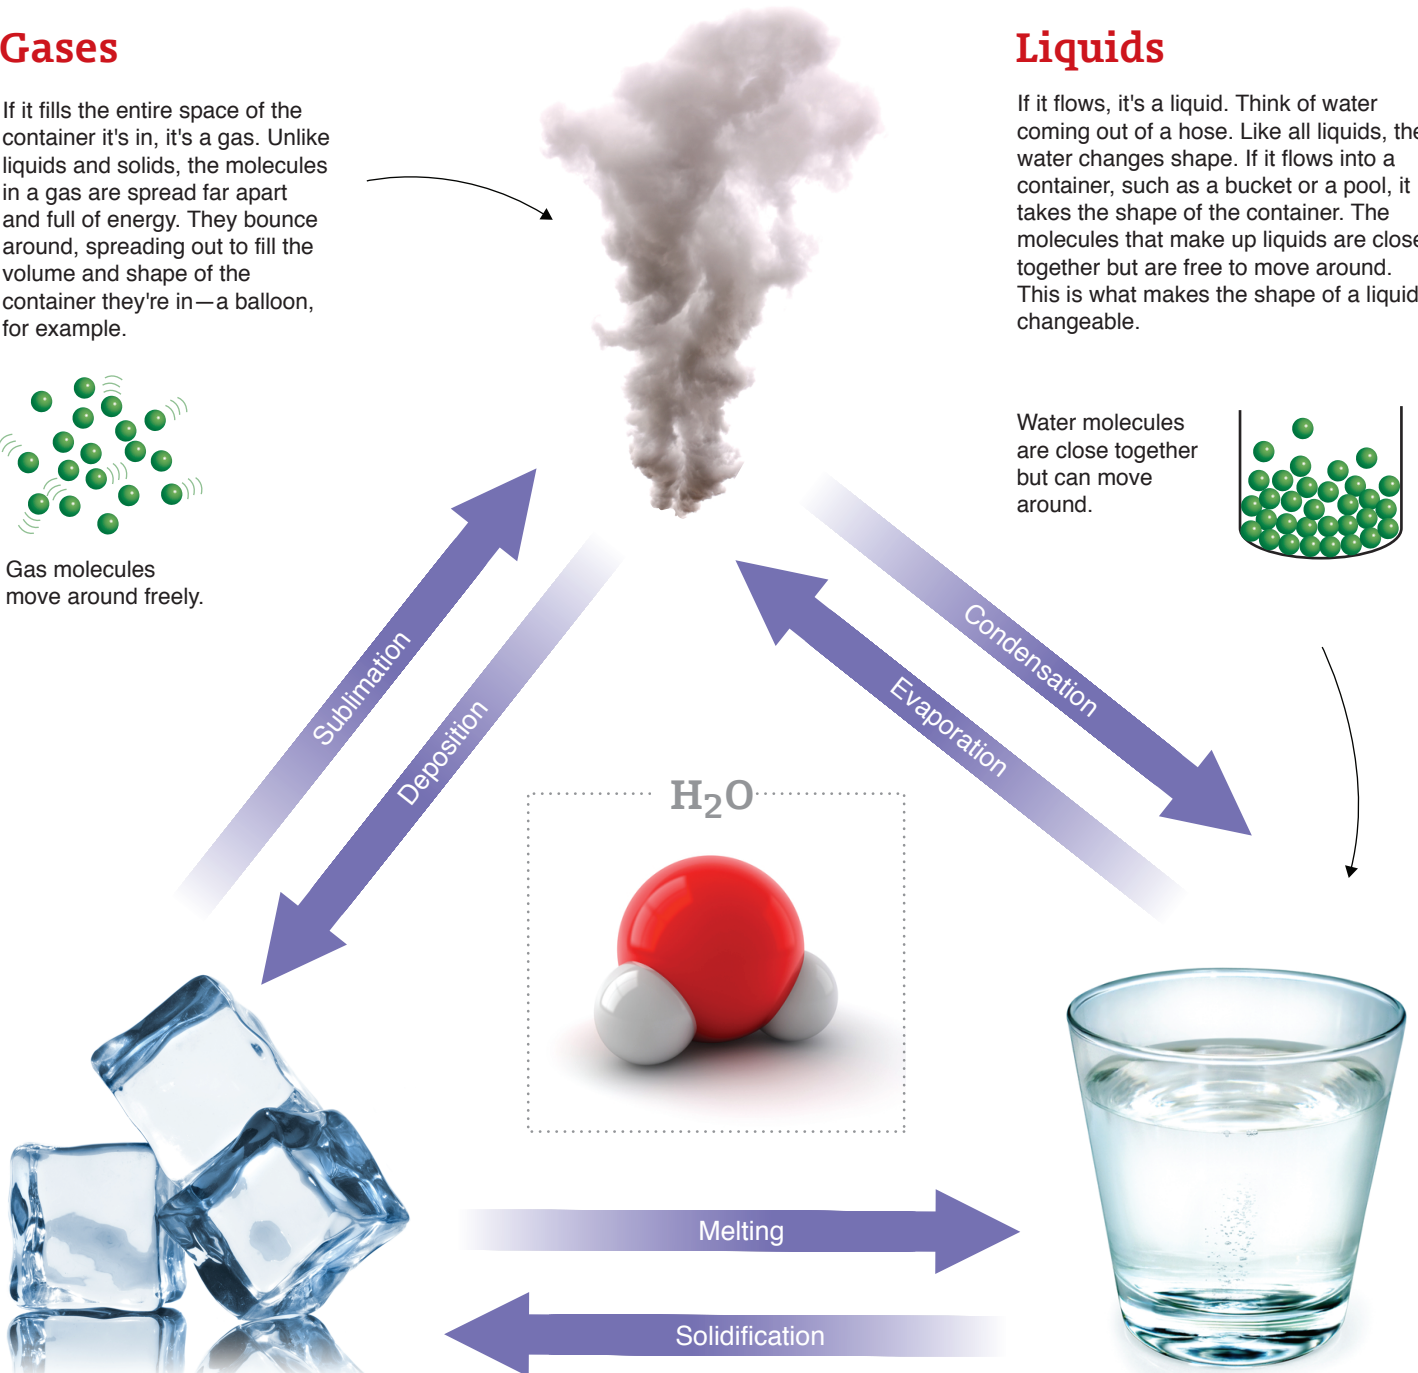 Gases
If it fills the entire space of the
container it's in, it's a gas. Unlike
liquids and solids, the molecules
in a gas are spread far apart
and full of energy. They bounce
around, spreading out to fill the
volume and shape of the
container they're in—a balloon,
for example.
Gas molecules
move around freely.
Liquids
If it flows, it's a liquid. Think of water
coming out of a hose. Like all liquids, the
water changes shape. If it flows into a
container, such as a bucket or a pool, it
takes the shape of the container. The
molecules that make up liquids are close
together but are free to move around.
This is what makes the shape of a liquid
changeable.
Water molecules
are close together
but can move
around.
Sublimation
Deposition
Condensation
Evaporation
H₂O
Melting
Solidification